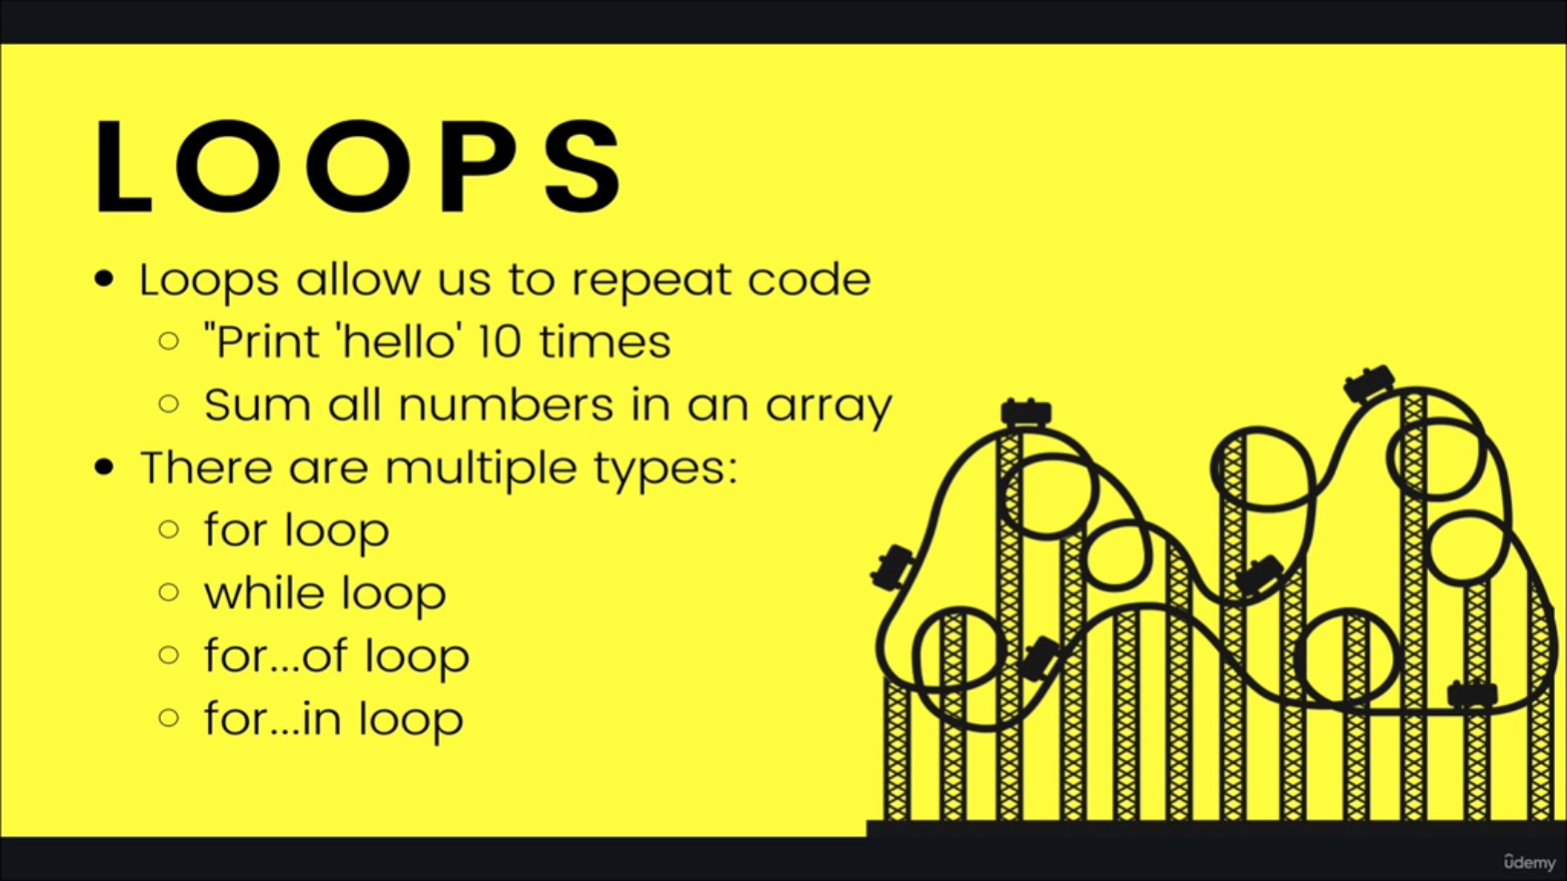 LOOPS
• Loops allow us to repeat code
○ "Print 'hello' 10 times
○ Sum all numbers in an array
• There are multiple types:
○ for loop
○ while loop
○ for...of loop
○ for...in loop
ûdemy